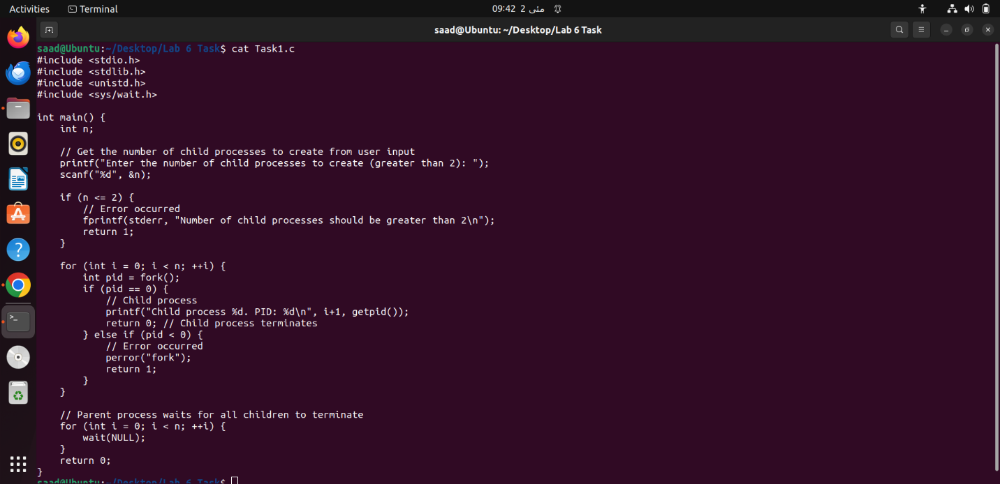 Activities
Terminal
09:42 2 مئی
saad@Ubuntu: ~/Desktop/Lab 6 Task
saad@Ubuntu:~/Desktop/Lab 6 Task$ cat Task1.c
#include <stdio.h>
#include <stdlib.h>
#include <unistd.h>
#include <sys/wait.h>

int main() {
    int n;

    // Get the number of child processes to create from user input
    printf("Enter the number of child processes to create (greater than 2): ");
    scanf("%d", &n);

    if (n <= 2) {
        // Error occurred
        fprintf(stderr, "Number of child processes should be greater than 2\n");
        return 1;
    }

    for (int i = 0; i < n; ++i) {
        int pid = fork();
        if (pid == 0) {
            // Child process
            printf("Child process %d. PID: %d\n", i+1, getpid());
            return 0; // Child process terminates
        } else if (pid < 0) {
            // Error occurred
            perror("fork");
            return 1;
        }
    }

    // Parent process waits for all children to terminate
    for (int i = 0; i < n; ++i) {
        wait(NULL);
    }
    return 0;
}
saad@Ubuntu:~/Desktop/Lab 6 Task$